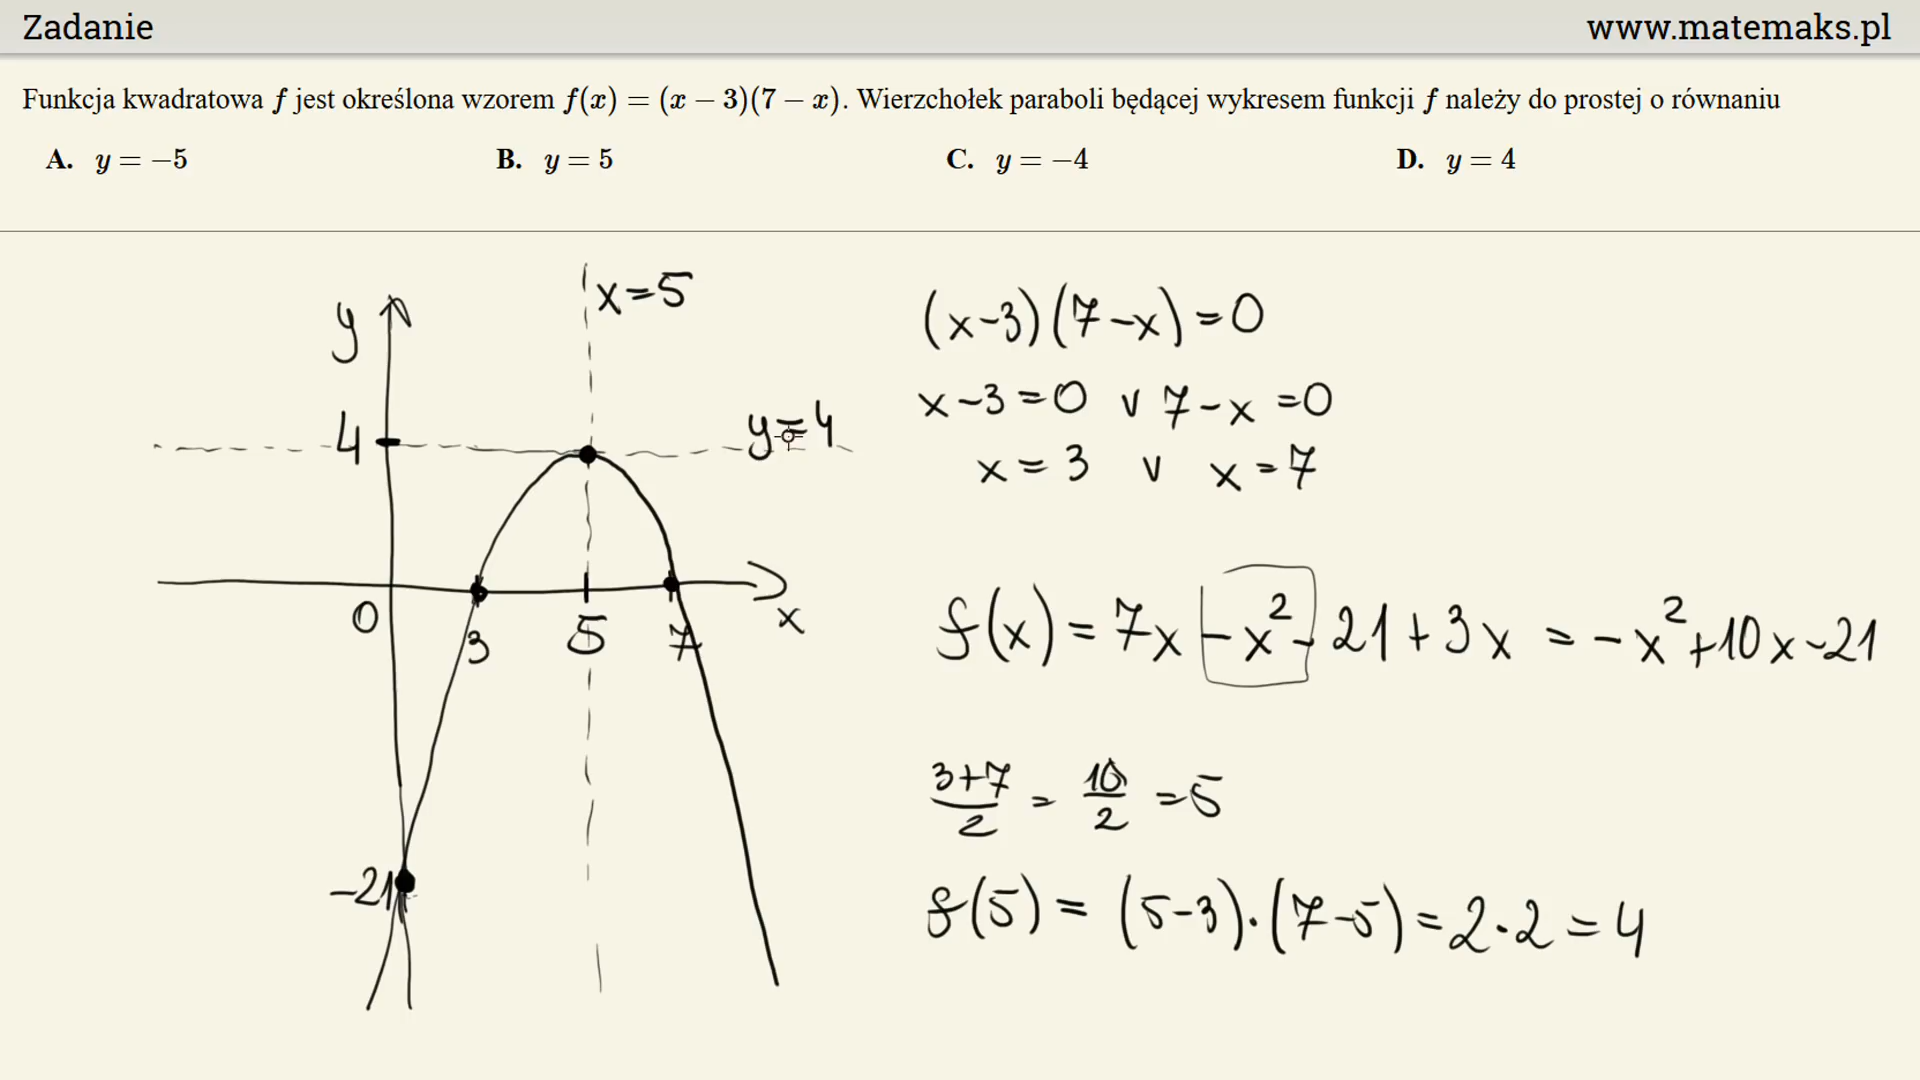 Zadanie www.matemaks.pl
Funkcja kwadratowa f jest określona wzorem f(x) = (x − 3)(7 − x). Wierzchołek paraboli będącej wykresem funkcji f należy do prostej o równaniu
A. y = −5 B. y = 5 C. y = −4 D. y = 4
x=5
y
4
y=4
0
3
5
7
x
-21
(x-3)(7-x)=0
x-3=0 v 7-x=0
x=3 v x=7
f(x)=7x-x²-21+3x=-x²+10x-21
3+7/2 = 10/2 =5
f(5)=(5-3)·(7-5)=2·2=4